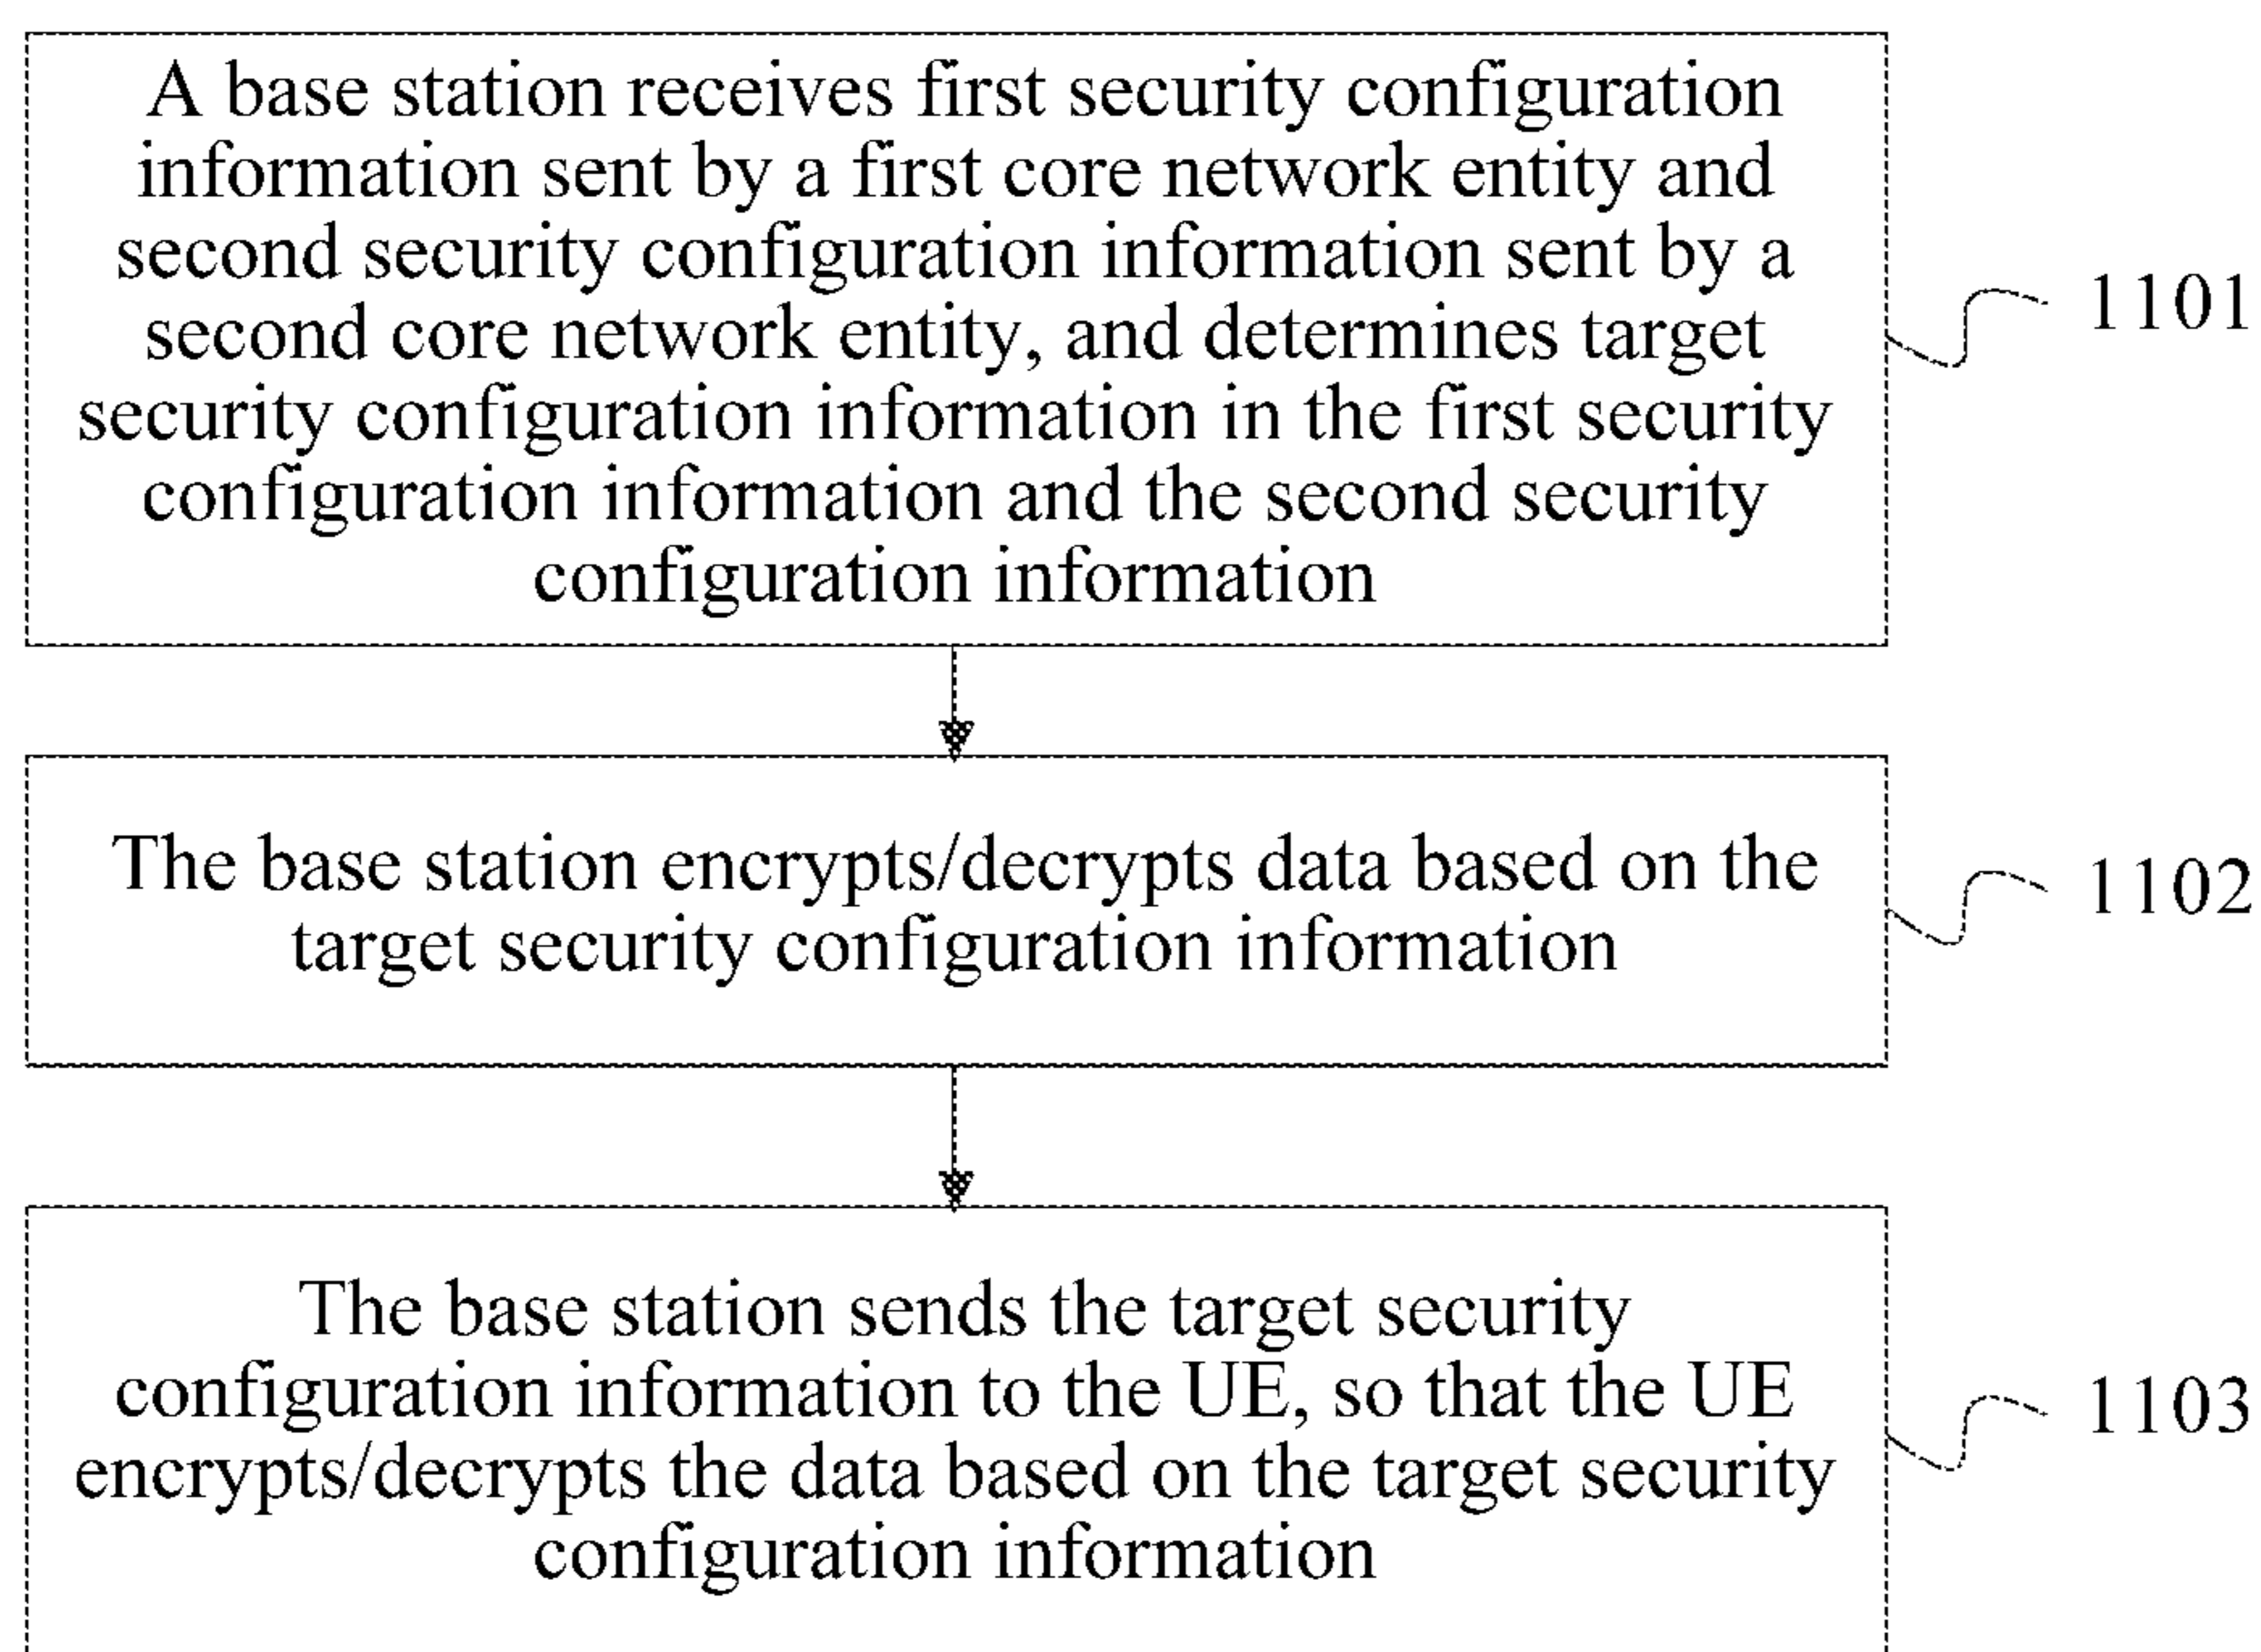 A base station receives first security configuration
information sent by a first core network entity and
second security configuration information sent by a
second core network entity, and determines target
security configuration information in the first security
configuration information and the second security
configuration information
1101
The base station encrypts/decrypts data based on the
target security configuration information
1102
The base station sends the target security
configuration information to the UE, so that the UE
encrypts/decrypts the data based on the target security
configuration information
1103